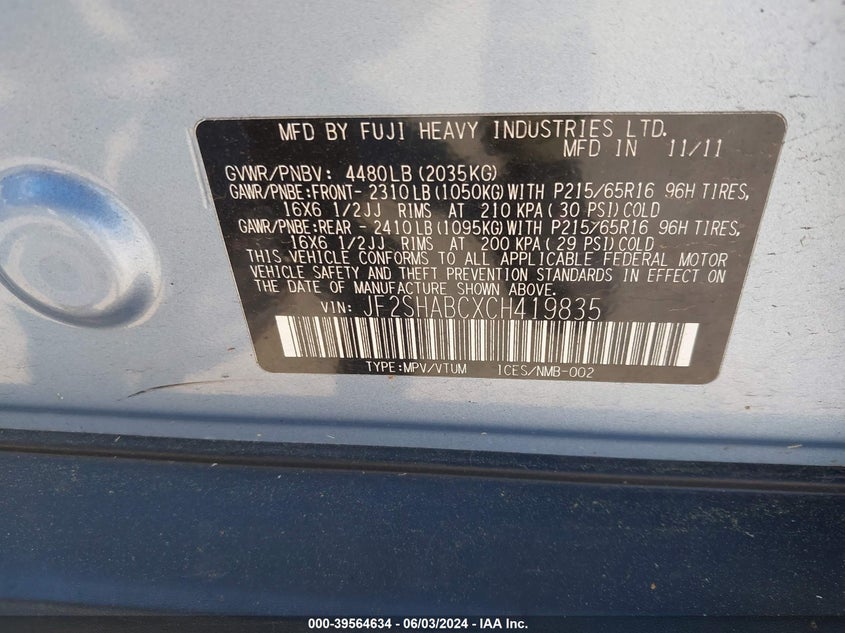 MFD BY FUJI HEAVY INDUSTRIES LTD.
MFD IN 11/11
GVWR/PNBV: 4480LB (2035KG)
GAWR/PNBE:FRONT- 2310 LB (1050KG) WITH P215/65R16 96H TIRES,
16X6 1/2JJ RIMS AT 210 KPA ( 30 PSI) COLD
GAWR/PNBE:REAR - 2410 LB (1095KG) WITH P215/65R16 96H TIRES,
16X6 1/2JJ RIMS AT 200 KPA ( 29 PSI) COLD
THIS VEHICLE CONFORMS TO ALL APPLICABLE FEDERAL MOTOR
VEHICLE SAFETY AND THEFT PREVENTION STANDARDS IN EFFECT ON
THE DATE OF MANUFACTURE SHOWN ABOVE.
VIN: JF2SHABCXCH419835
TYPE:MPV/VTUM ICES/NMB-002
000-39564634 - 06/03/2024 - IAA Inc.